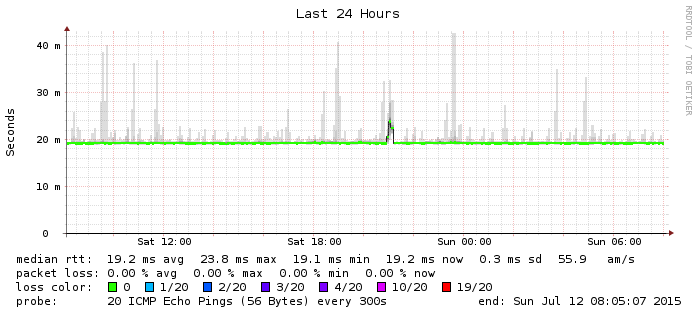 Last 24 Hours
RRDTOOL / TOBI OETIKER
Seconds
40 m
30 m
20 m
10 m
0
Sat 12:00 Sat 18:00 Sun 00:00 Sun 06:00
median rtt: 19.2 ms avg 23.8 ms max 19.1 ms min 19.2 ms now 0.3 ms sd 55.9 am/s
packet loss: 0.00 % avg 0.00 % max 0.00 % min 0.00 % now
loss color: 0 1/20 2/20 3/20 4/20 10/20 19/20
probe: 20 ICMP Echo Pings (56 Bytes) every 300s end: Sun Jul 12 08:05:07 2015